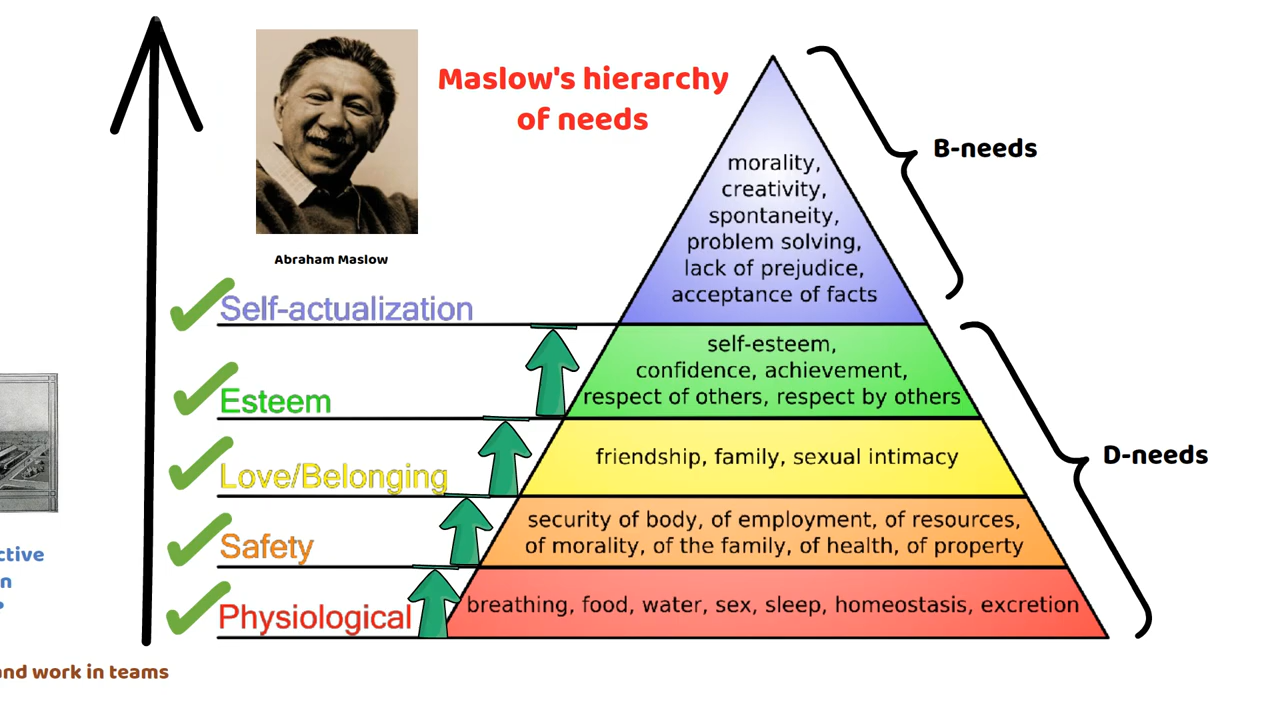 Maslow's hierarchy
of needs
Abraham Maslow
B-needs
morality,
creativity,
spontaneity,
problem solving,
lack of prejudice,
acceptance of facts
Self-actualization
self-esteem,
confidence, achievement,
respect of others, respect by others
Esteem
D-needs
friendship, family, sexual intimacy
Love/Belonging
security of body, of employment, of resources,
of morality, of the family, of health, of property
Safety
breathing, food, water, sex, sleep, homeostasis, excretion
Physiological
and work in teams